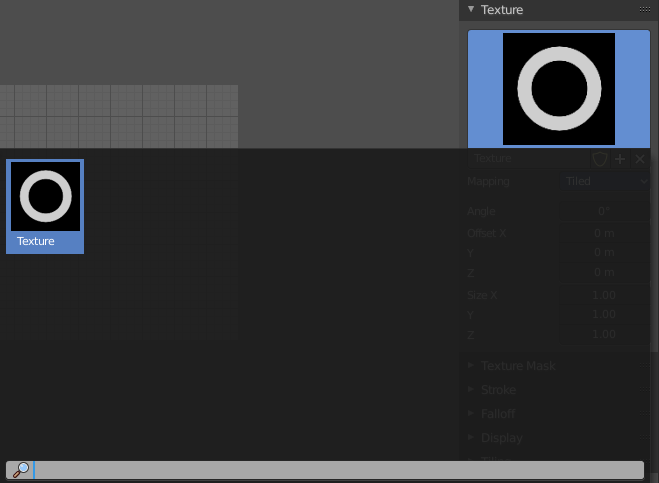 Texture
Texture
Texture
Mapping Tiled
Angle 0°
Offset X 0 m
Y 0 m
Z 0 m
Size X 1.00
Y 1.00
Z 1.00
Texture Mask
Stroke
Falloff
Display